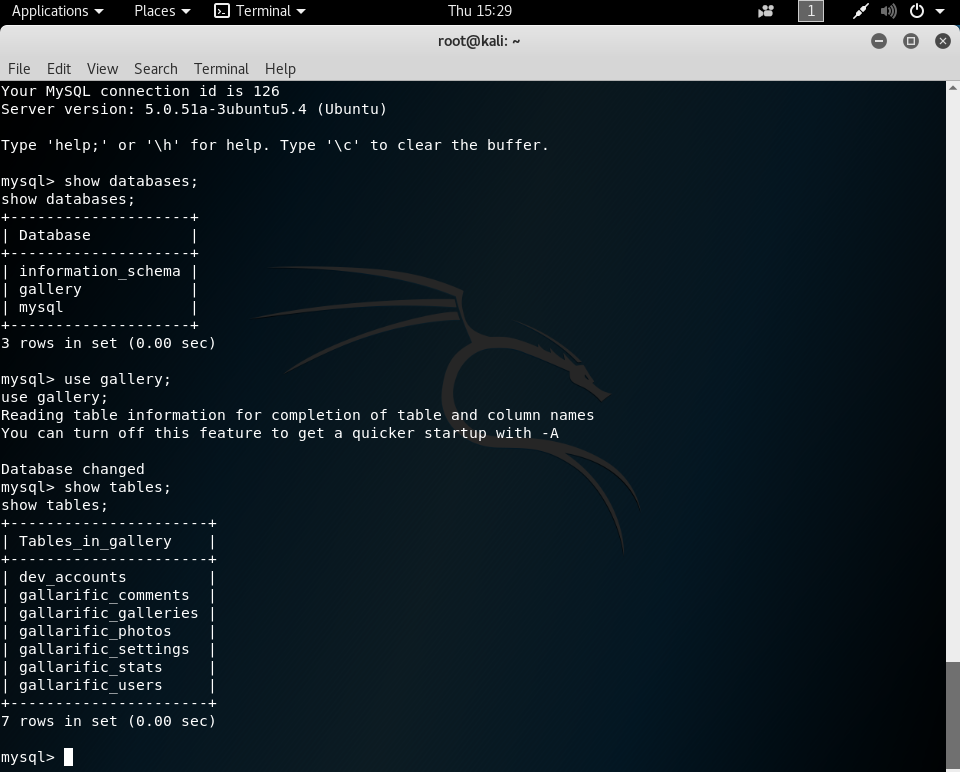 Applications Places Terminal Thu 15:29 1
root@kali: ~
File Edit View Search Terminal Help
Your MySQL connection id is 126
Server version: 5.0.51a-3ubuntu5.4 (Ubuntu)
Type 'help;' or '\h' for help. Type '\c' to clear the buffer.
mysql> show databases;
show databases;
+--------------------+
| Database           |
+--------------------+
| information_schema |
| gallery            |
| mysql              |
+--------------------+
3 rows in set (0.00 sec)
mysql> use gallery;
use gallery;
Reading table information for completion of table and column names
You can turn off this feature to get a quicker startup with -A
Database changed
mysql> show tables;
show tables;
+----------------------+
| Tables_in_gallery    |
+----------------------+
| dev_accounts         |
| gallarific_comments  |
| gallarific_galleries |
| gallarific_photos    |
| gallarific_settings  |
| gallarific_stats     |
| gallarific_users     |
+----------------------+
7 rows in set (0.00 sec)
mysql>